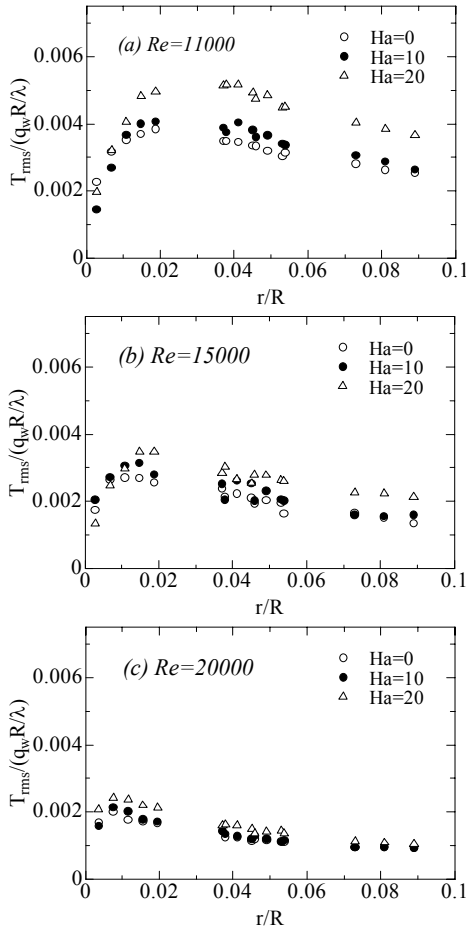 (a) Re=11000
Ha=0
Ha=10
Ha=20
0.006
0.004
0.002
0
T_rms/(q_wR/λ)
0 0.02 0.04 0.06 0.08 0.1
r/R
(b) Re=15000
Ha=0
Ha=10
Ha=20
0.006
0.004
0.002
0
T_rms/(q_wR/λ)
0 0.02 0.04 0.06 0.08 0.1
r/R
(c) Re=20000
Ha=0
Ha=10
Ha=20
0.006
0.004
0.002
0
T_rms/(q_wR/λ)
0 0.02 0.04 0.06 0.08 0.1
r/R